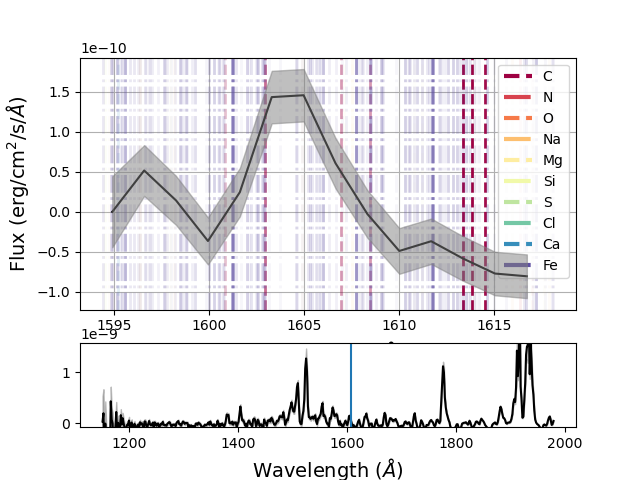 1e−10
Flux (erg/cm²/s/Å)
1.5
1.0
0.5
0.0
−0.5
−1.0
C
N
O
Na
Mg
Si
S
Cl
Ca
Fe
1595 1600 1605 1610 1615
1e−9
1
0
1200 1400 1600 1800 2000
Wavelength (Å)